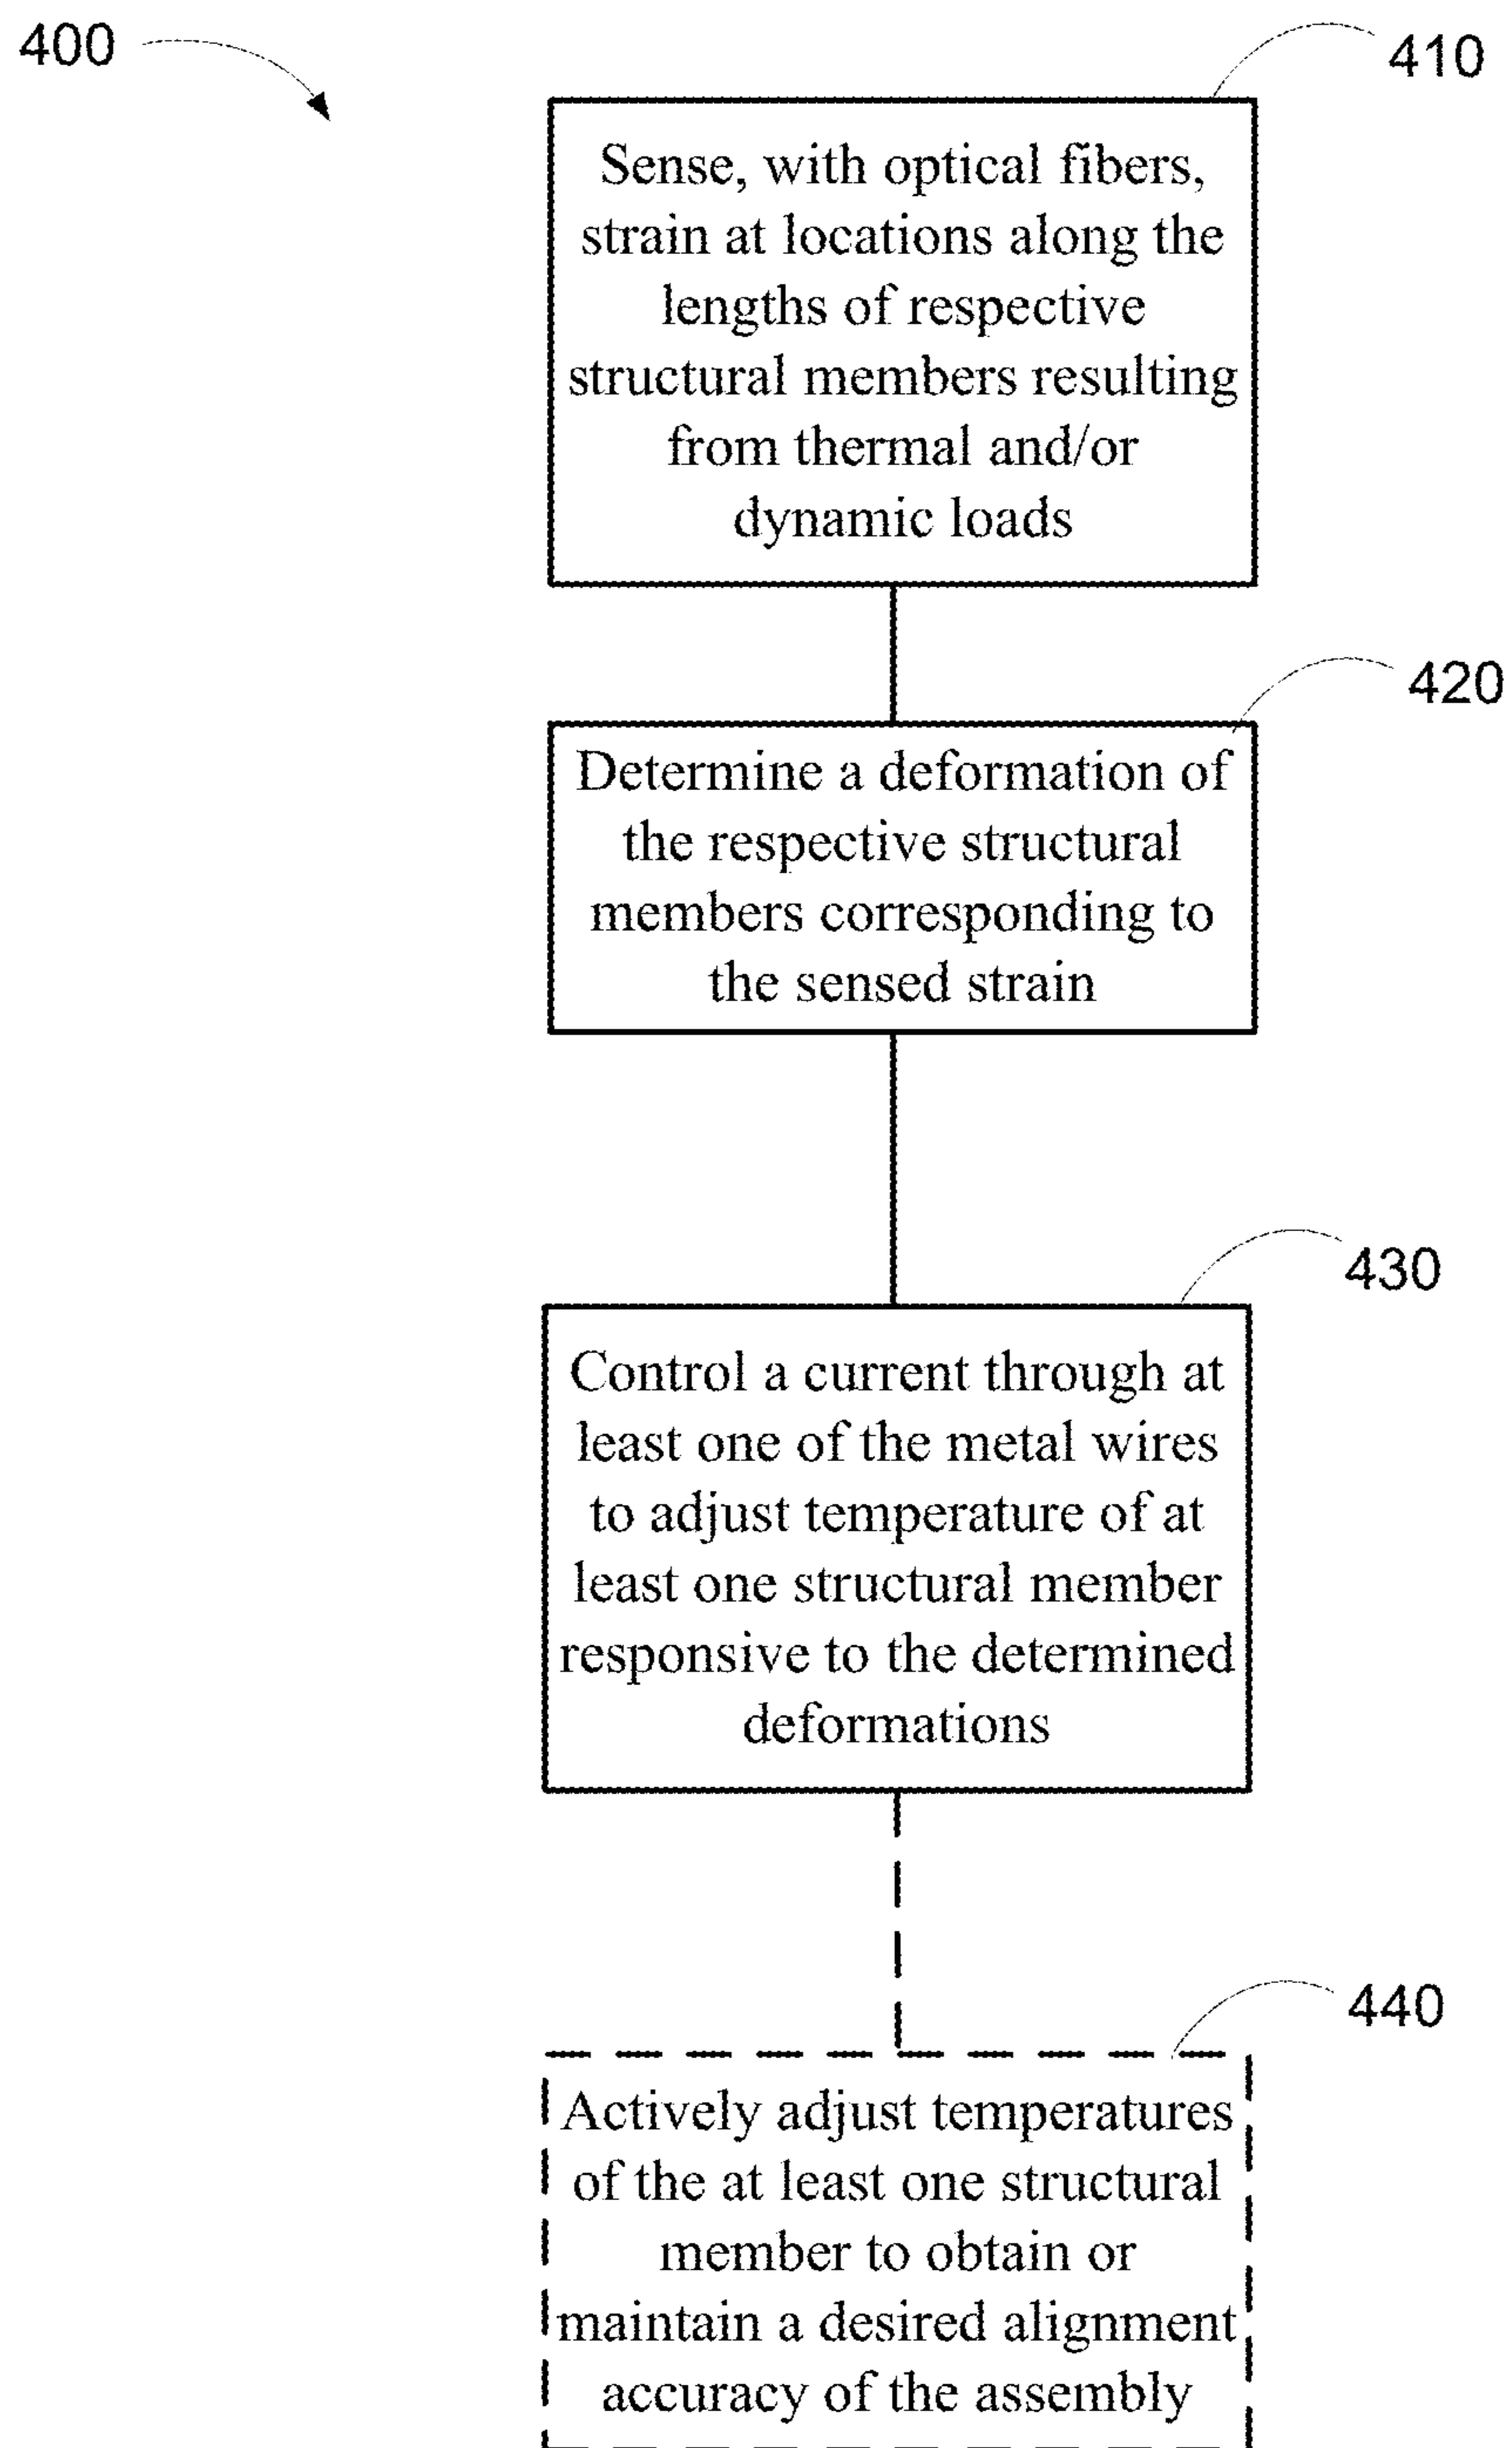 400
410
Sense, with optical fibers,
strain at locations along the
lengths of respective
structural members resulting
from thermal and/or
dynamic loads
420
Determine a deformation of
the respective structural
members corresponding to
the sensed strain
430
Control a current through at
least one of the metal wires
to adjust temperature of at
least one structural member
responsive to the determined
deformations
440
Actively adjust temperatures
of the at least one structural
member to obtain or
maintain a desired alignment
accuracy of the assembly